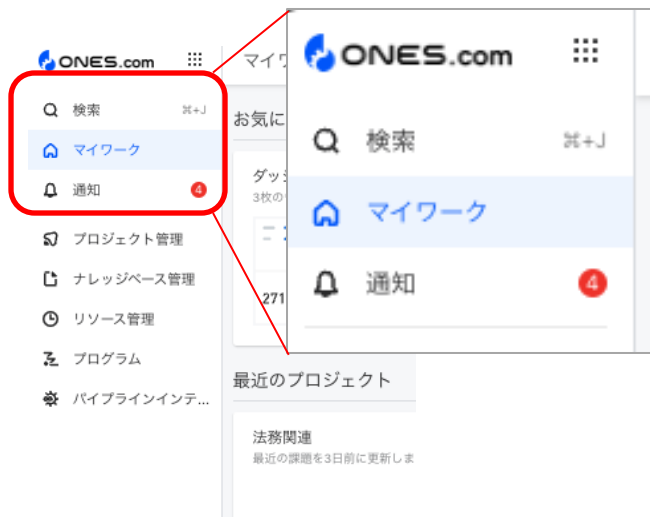 ONES.com
検索 ⌘+J
マイワーク
通知 4
プロジェクト管理
ナレッジベース管理
リソース管理
プログラム
パイプラインインテ...
マイワ
お気に
ダッシ
3枚の
271
最近のプロジェクト
法務関連
最近の課題を3日前に更新しま
ONES.com
検索 ⌘+J
マイワーク
通知 4